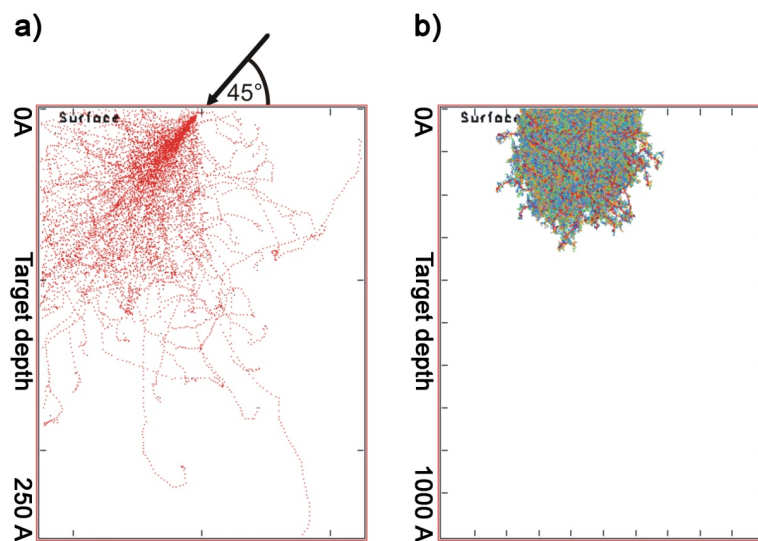 a)
45°
Surface
0A
Target depth
250 A
b)
Surface
0A
Target depth
1000 A